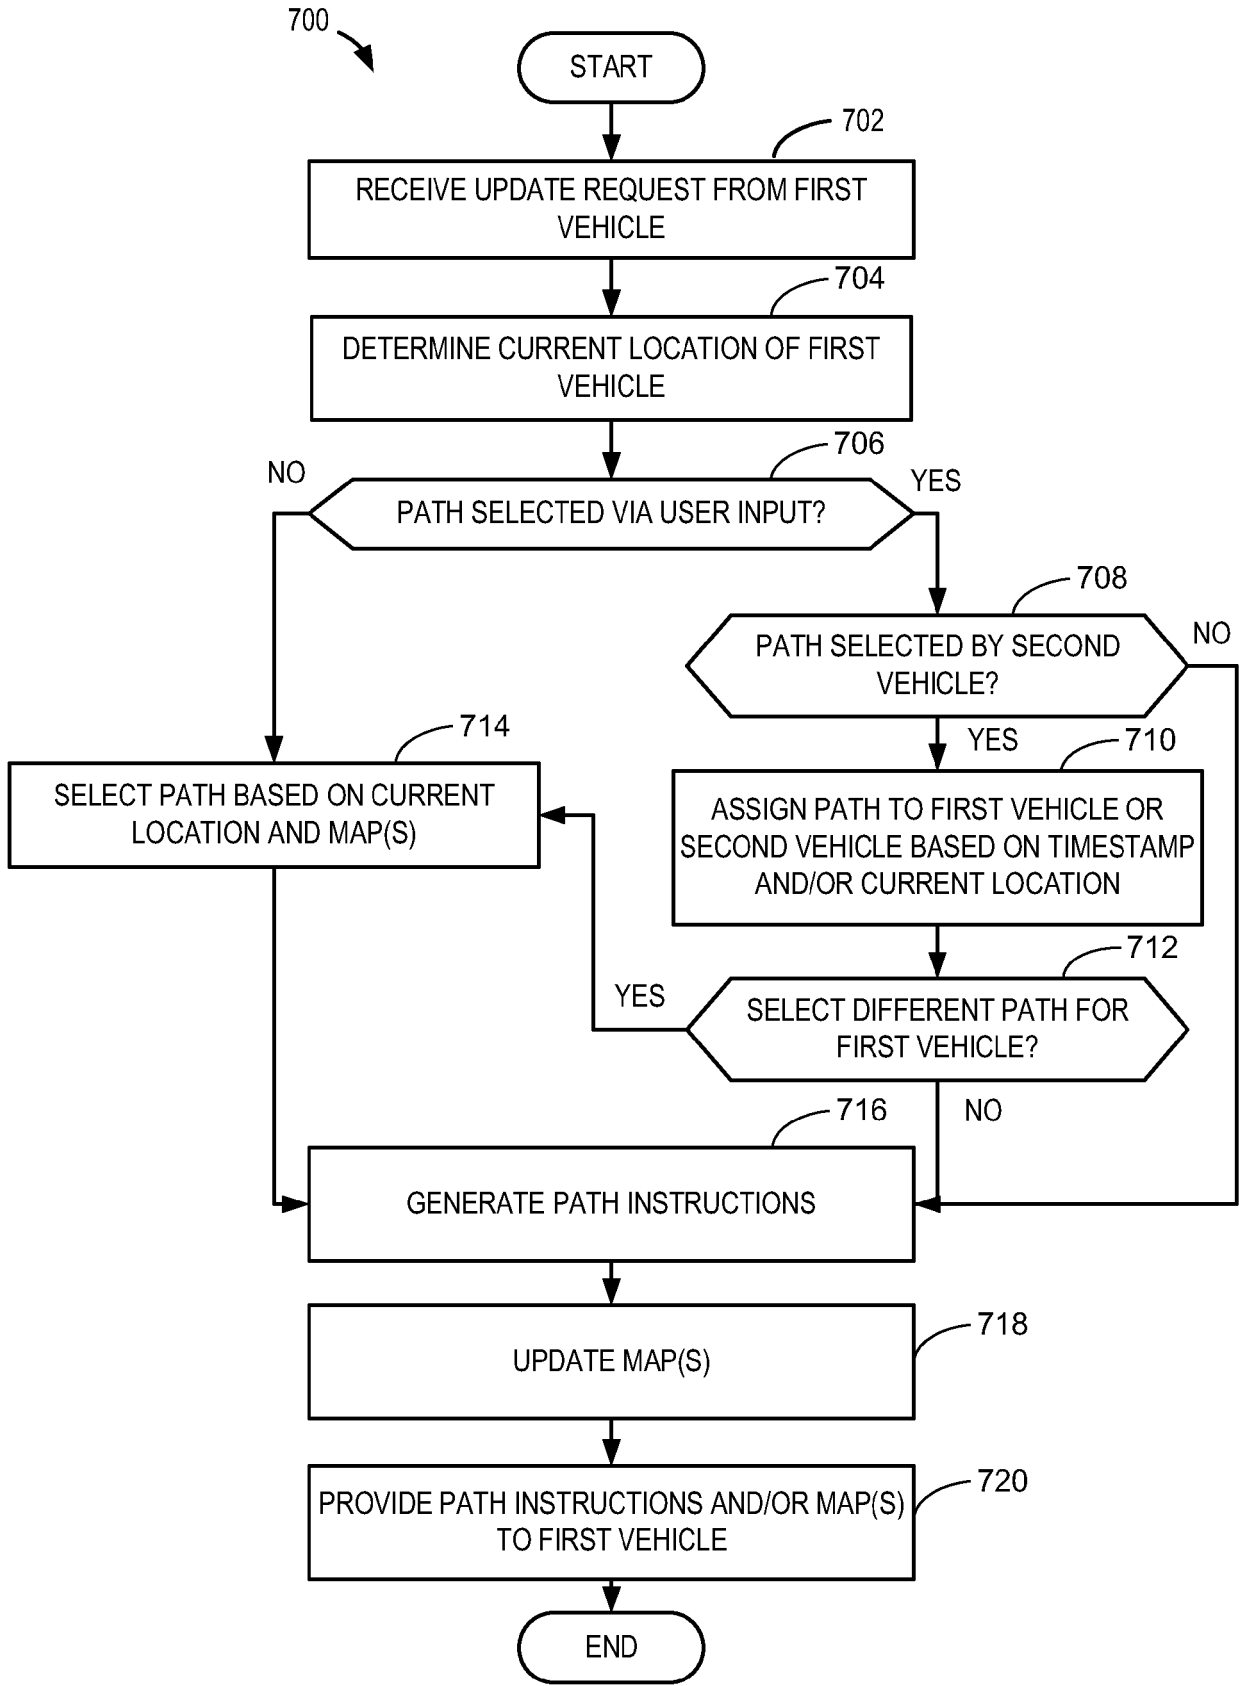 700
START
702
RECEIVE UPDATE REQUEST FROM FIRST
VEHICLE
704
DETERMINE CURRENT LOCATION OF FIRST
VEHICLE
706
NO
YES
PATH SELECTED VIA USER INPUT?
708
PATH SELECTED BY SECOND
VEHICLE?
NO
YES
714
SELECT PATH BASED ON CURRENT
LOCATION AND MAP(S)
710
ASSIGN PATH TO FIRST VEHICLE OR
SECOND VEHICLE BASED ON TIMESTAMP
AND/OR CURRENT LOCATION
712
YES
SELECT DIFFERENT PATH FOR
FIRST VEHICLE?
NO
716
GENERATE PATH INSTRUCTIONS
718
UPDATE MAP(S)
720
PROVIDE PATH INSTRUCTIONS AND/OR MAP(S)
TO FIRST VEHICLE
END